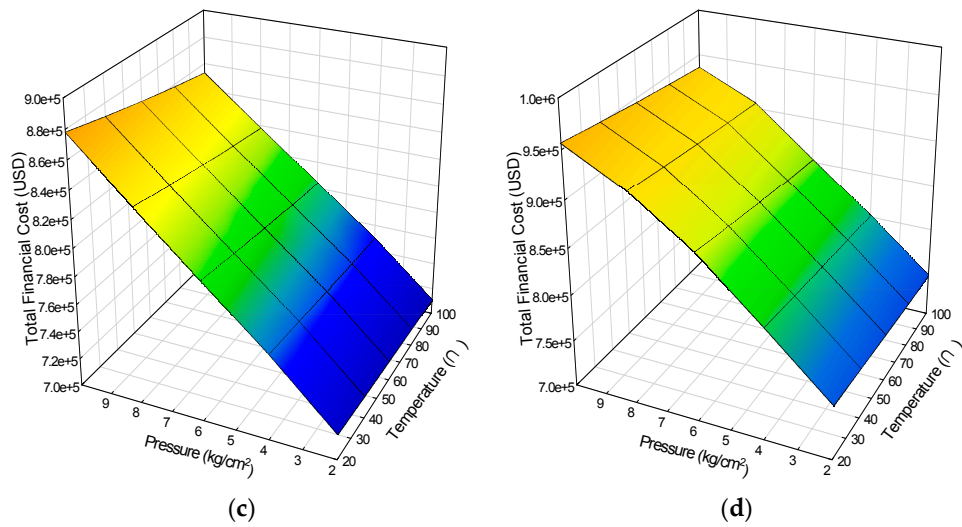 9.0e+5
8.8e+5
8.6e+5
8.4e+5
8.2e+5
8.0e+5
7.8e+5
7.6e+5
7.4e+5
7.2e+5
7.0e+5
Total Financial Cost (USD)
9
8
7
6
5
4
3
2
Pressure (kg/cm²)
100
90
80
70
60
50
40
30
20
Temperature (∩ )
(c)
1.0e+6
9.5e+5
9.0e+5
8.5e+5
8.0e+5
7.5e+5
7.0e+5
Total Financial Cost (USD)
9
8
7
6
5
4
3
2
Pressure (kg/cm²)
100
90
80
70
60
50
40
30
20
Temperature (∩ )
(d)